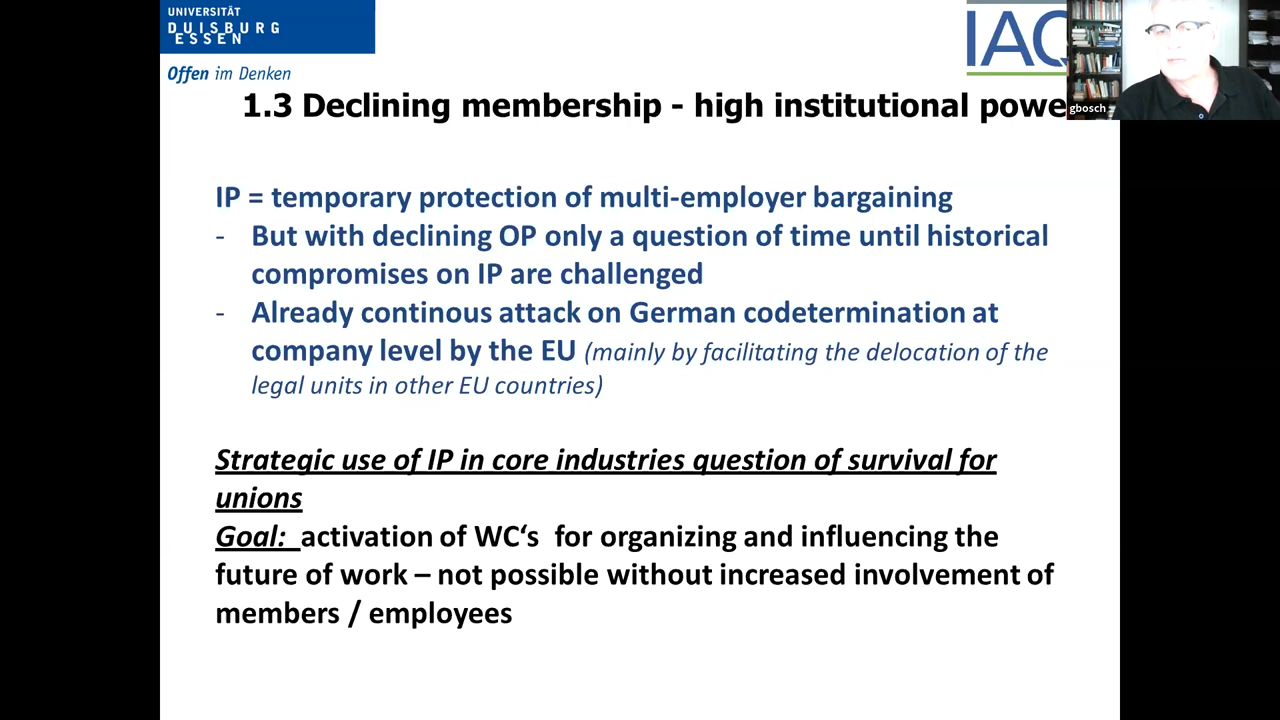 UNIVERSITÄT
DUISBURG
ESSEN
Offen im Denken
IAQ
gbosch
1.3 Declining membership - high institutional powe
IP = temporary protection of multi-employer bargaining
- But with declining OP only a question of time until historical
compromises on IP are challenged
- Already continous attack on German codetermination at
company level by the EU (mainly by facilitating the delocation of the
legal units in other EU countries)
Strategic use of IP in core industries question of survival for
unions
Goal: activation of WC‘s for organizing and influencing the
future of work – not possible without increased involvement of
members / employees